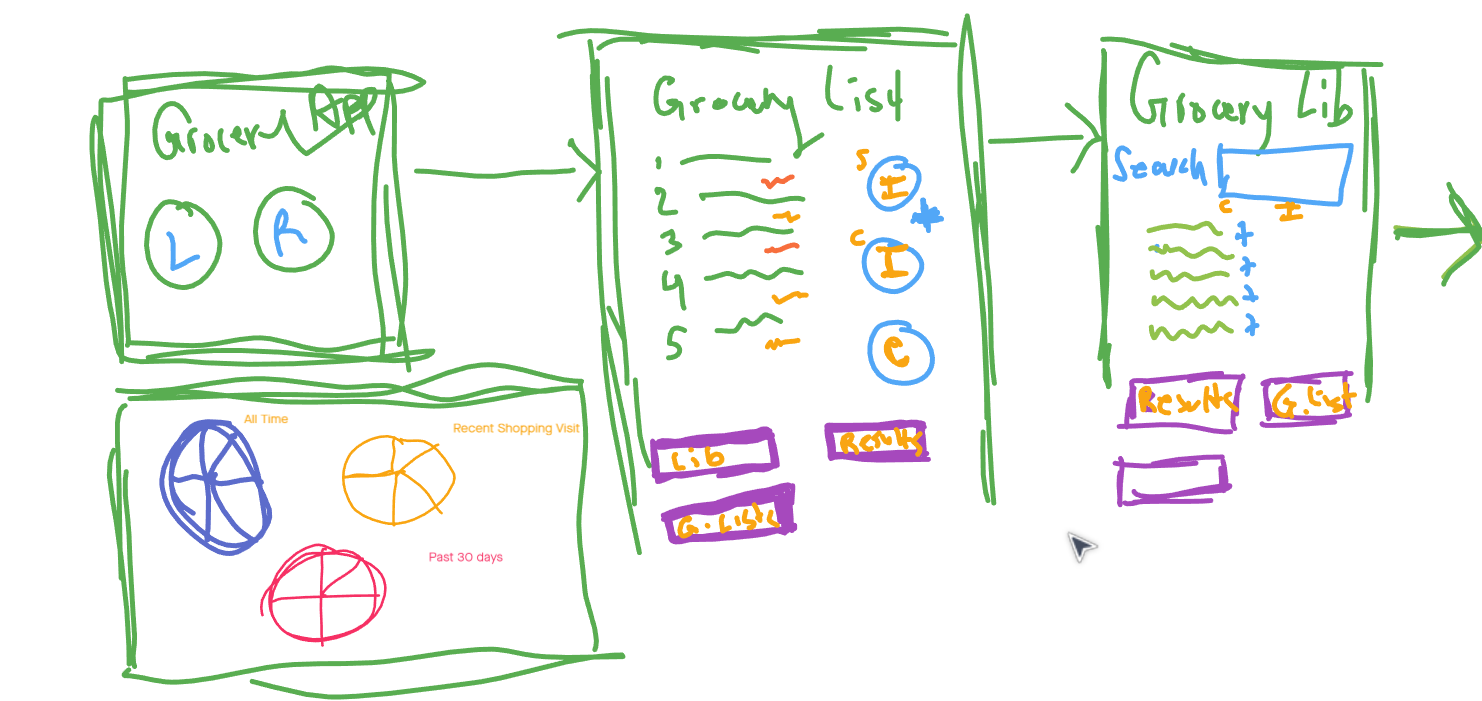 Grocery App
L
R
Grocery List
1
2
3
4
5
S
I
C
I
C
Lib
Results
G. Lists
Grocery Lib
Search
C
I
Results
G. List
All Time
Recent Shopping Visit
Past 30 days